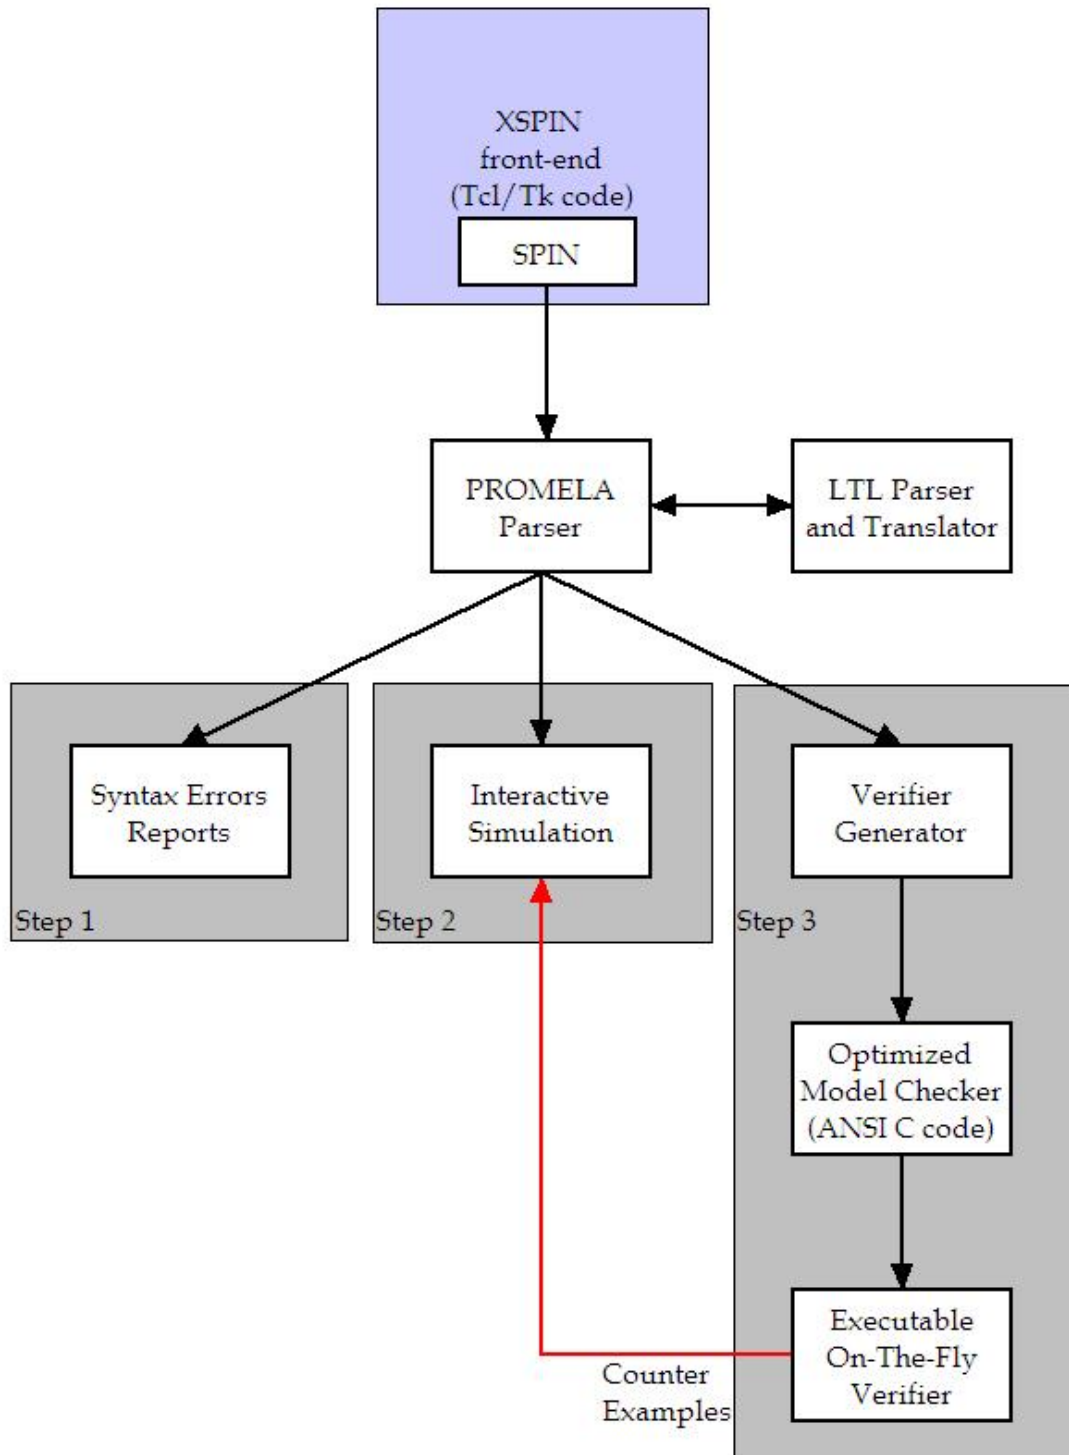 XSPIN
front-end
(Tcl/Tk code)
SPIN
PROMELA
Parser
LTL Parser
and Translator
Syntax Errors
Reports
Step 1
Interactive
Simulation
Step 2
Verifier
Generator
Step 3
Optimized
Model Checker
(ANSI C code)
Executable
On-The-Fly
Verifier
Counter
Examples